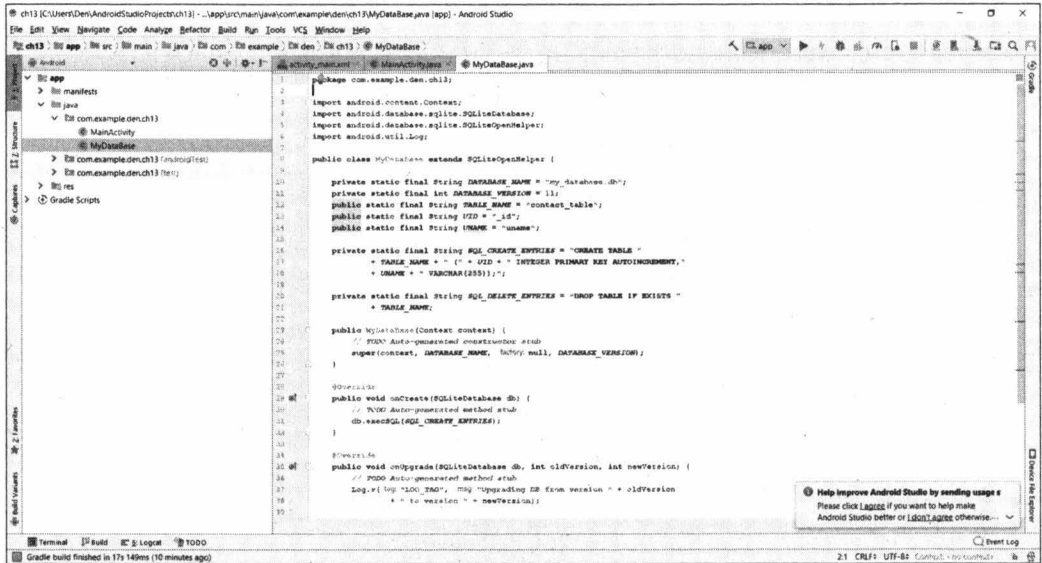 ch13 [C:\Users\Den\AndroidStudioProjects\ch13] - ...\app\src\main\java\com\example\den\ch13\MyDataBase.java [app] - Android Studio
File Edit View Navigate Code Analyze Refactor Build Run Tools VCS Window Help
ch13 app src main java com example den ch13 MyDataBase
app
Android
activity_main.xml MainActivity.java MyDataBase.java
app
manifests
java
com.example.den.ch13
MainActivity
MyDataBase
com.example.den.ch13 (androidTest)
com.example.den.ch13 (test)
res
Gradle Scripts
2: Structure
Captures
2: Favorites
Build Variants
Gradle
Device File Explorer
package com.example.den.ch13;
import android.content.Context;
import android.database.sqlite.SQLiteDatabase;
import android.database.sqlite.SQLiteOpenHelper;
import android.util.Log;
public class MyDataBase extends SQLiteOpenHelper {
private static final String DATABASE_NAME = "my_database.db";
private static final int DATABASE_VERSION = 11;
public static final String TABLE_NAME = "contact_table";
public static final String UID = "_id";
public static final String UNAME = "uname";
private static final String SQL_CREATE_ENTRIES = "CREATE TABLE "
+ TABLE_NAME + " (" + UID + " INTEGER PRIMARY KEY AUTOINCREMENT,"
+ UNAME + " VARCHAR(255));";
private static final String SQL_DELETE_ENTRIES = "DROP TABLE IF EXISTS "
+ TABLE_NAME;
public MyDataBase(Context context) {
// TODO Auto-generated constructor stub
super(context, DATABASE_NAME, factory: null, DATABASE_VERSION);
}
@Override
public void onCreate(SQLiteDatabase db) {
// TODO Auto-generated method stub
db.execSQL(SQL_CREATE_ENTRIES);
}
@Override
public void onUpgrade(SQLiteDatabase db, int oldVersion, int newVersion) {
// TODO Auto-generated method stub
Log.v( tag: "LOG_TAG", msg: "Upgrading DB from version " + oldVersion
+ " to version " + newVersion);
Help improve Android Studio by sending usage s
Please click I agree if you want to help make
Android Studio better or I don't agree otherwise....
Terminal Build 6: Logcat TODO
Event Log
Gradle build finished in 17s 149ms (10 minutes ago)
2:1 CRLF UTF-8 Context: <no context>